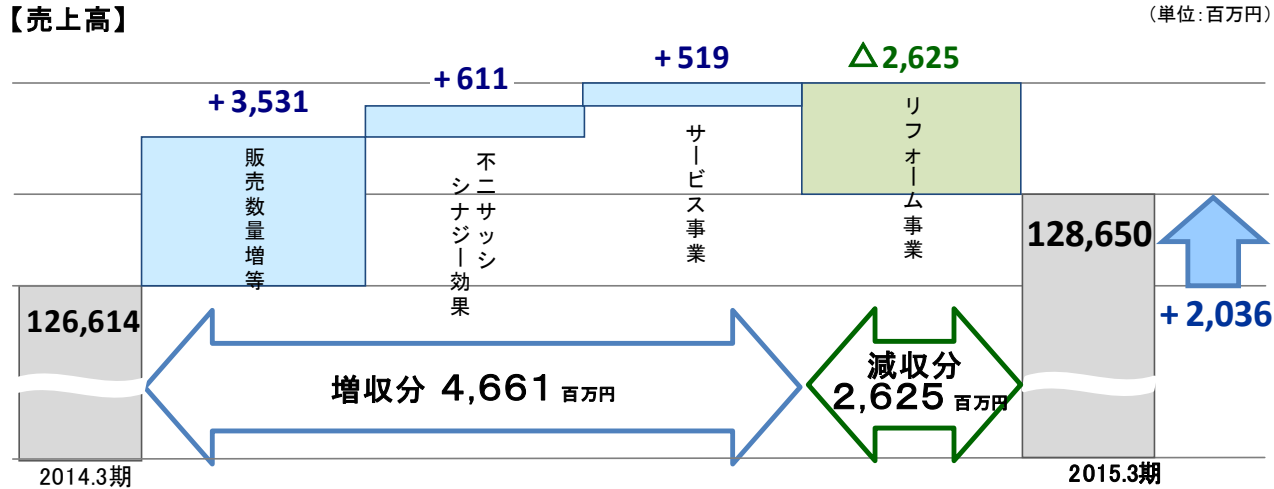 【売上高】
(単位:百万円)
+3,531
+611
+519
△2,625
販売数量増等
不二サッシ
シナジー効果
サービス事業
リフォーム事業
126,614
128,650
+2,036
増収分 4,661 百万円
減収分
2,625 百万円
2014.3期
2015.3期